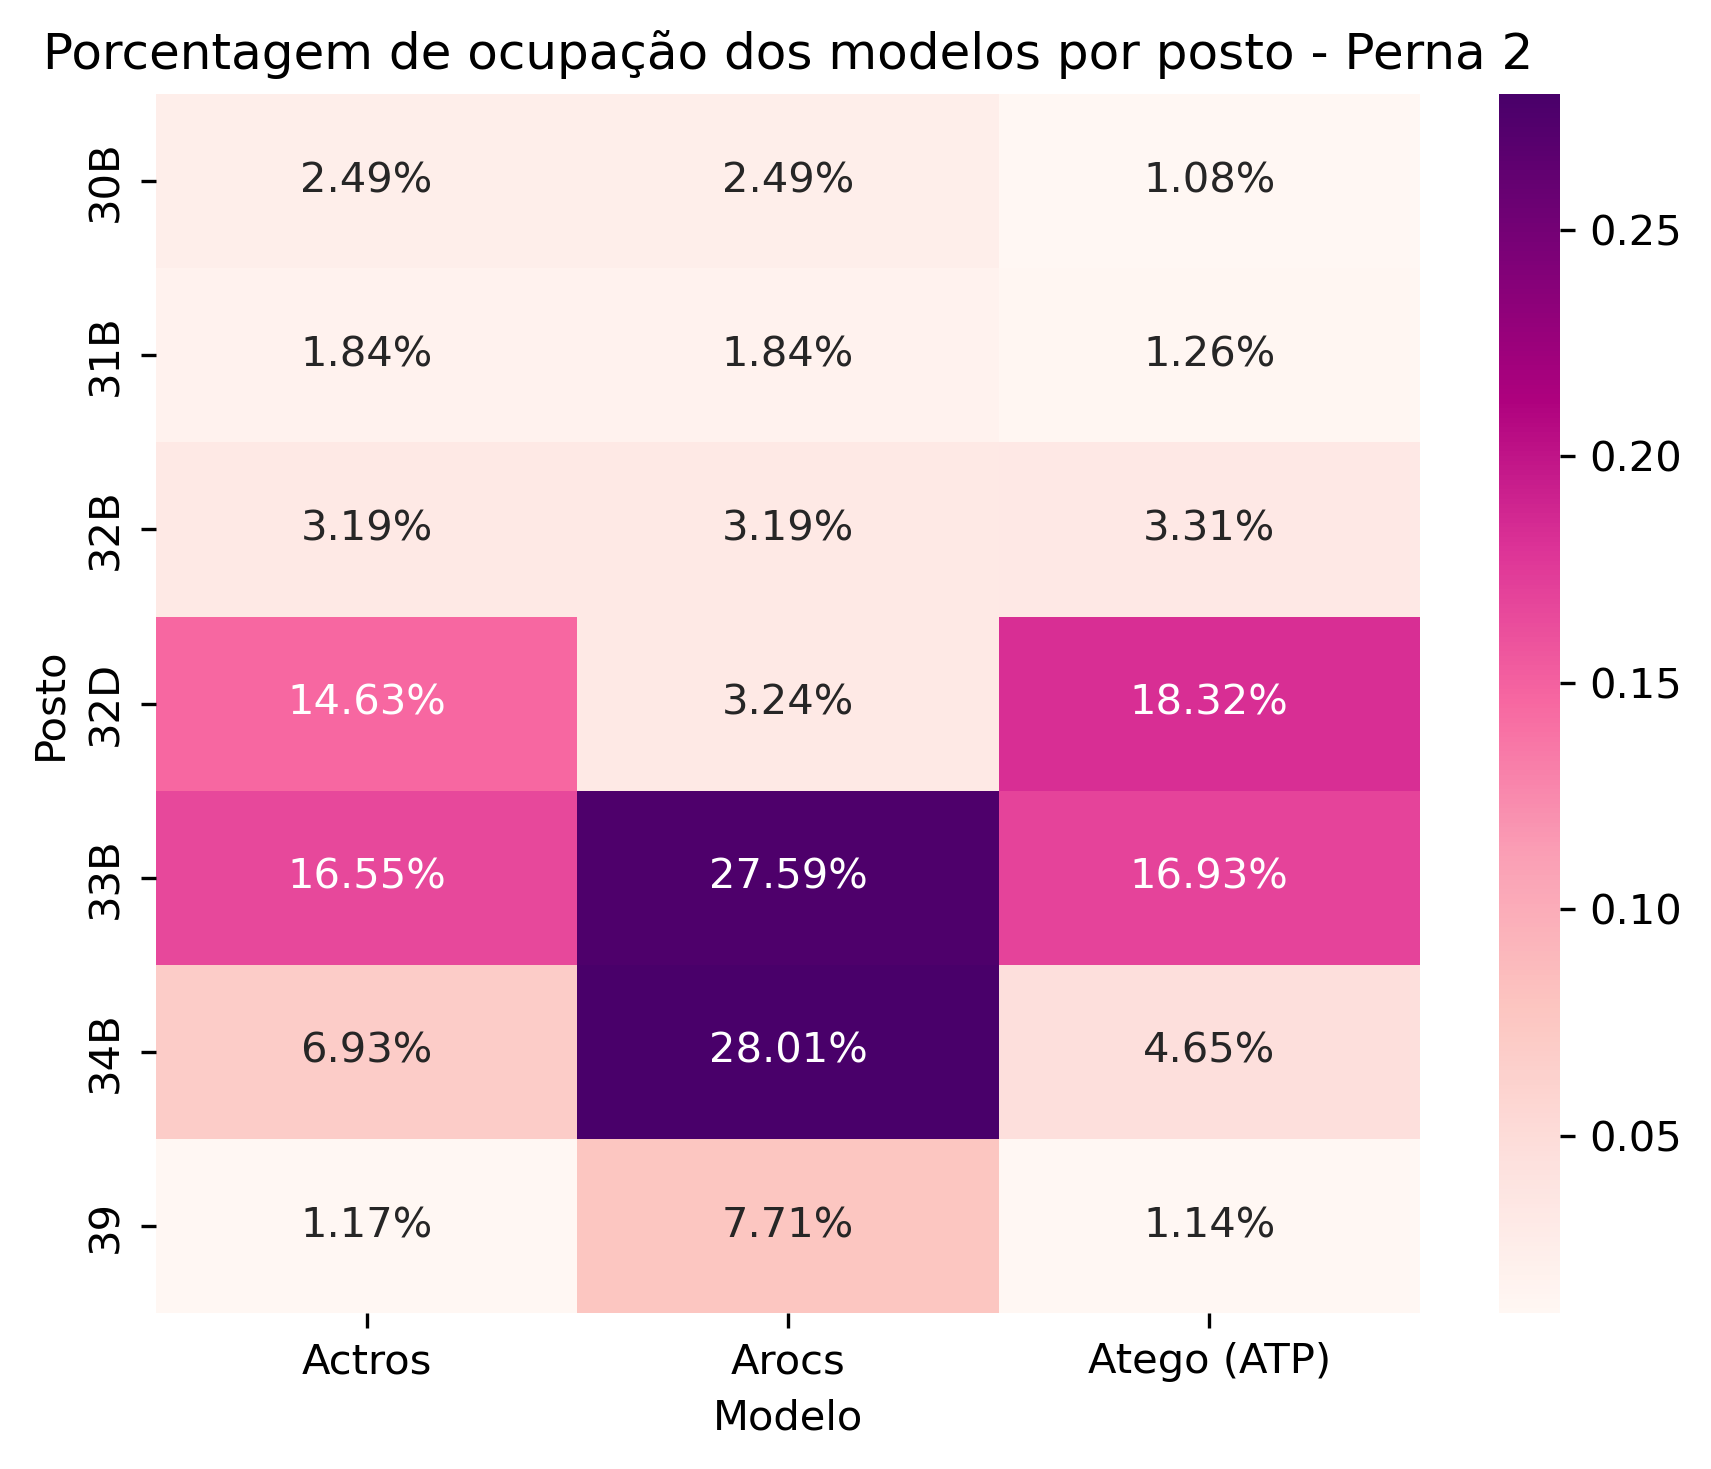 Porcentagem de ocupação dos modelos por posto - Perna 2
30B 2.49% 2.49% 1.08%
31B 1.84% 1.84% 1.26%
32B 3.19% 3.19% 3.31%
32D 14.63% 3.24% 18.32%
33B 16.55% 27.59% 16.93%
34B 6.93% 28.01% 4.65%
39 1.17% 7.71% 1.14%
Posto
Actros Arocs Atego (ATP)
Modelo
0.25
0.20
0.15
0.10
0.05